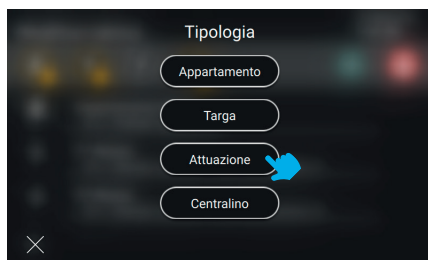 Tipologia
Appartamento
Targa
Attuazione
Centralino